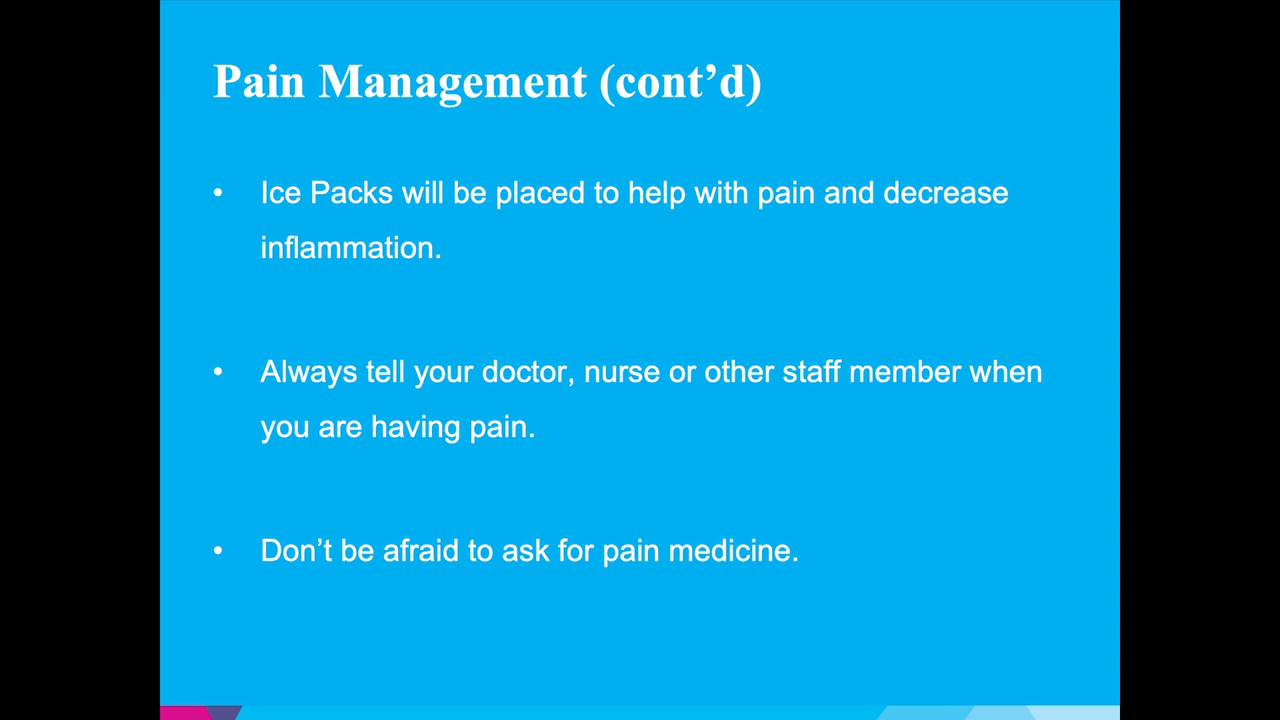 Pain Management (cont’d)
• Ice Packs will be placed to help with pain and decrease
inflammation.
• Always tell your doctor, nurse or other staff member when
you are having pain.
• Don’t be afraid to ask for pain medicine.